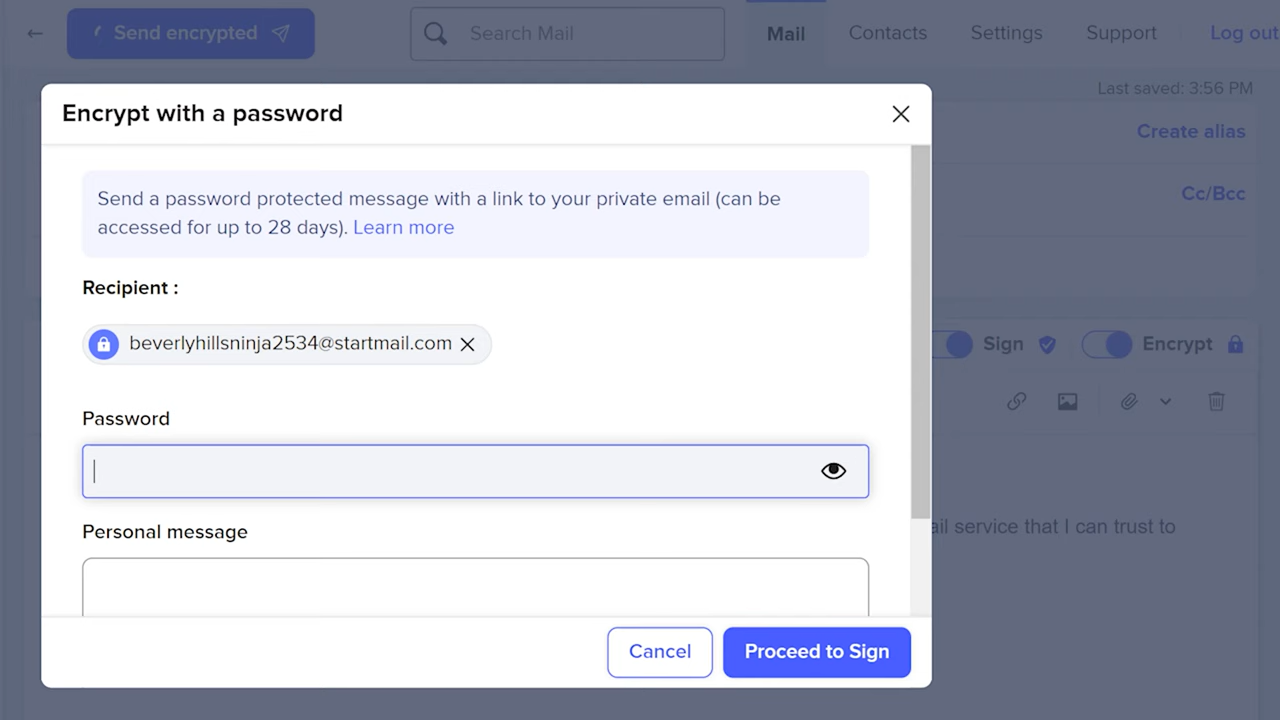 Send encrypted
Search Mail
Mail
Contacts
Settings
Support
Log out
Last saved: 3:56 PM
Encrypt with a password
Create alias
Cc/Bcc
Send a password protected message with a link to your private email (can be
accessed for up to 28 days). Learn more
Recipient :
beverlyhillsninja2534@startmail.com
Sign
Encrypt
Password
Personal message
service that I can trust to
Cancel
Proceed to Sign